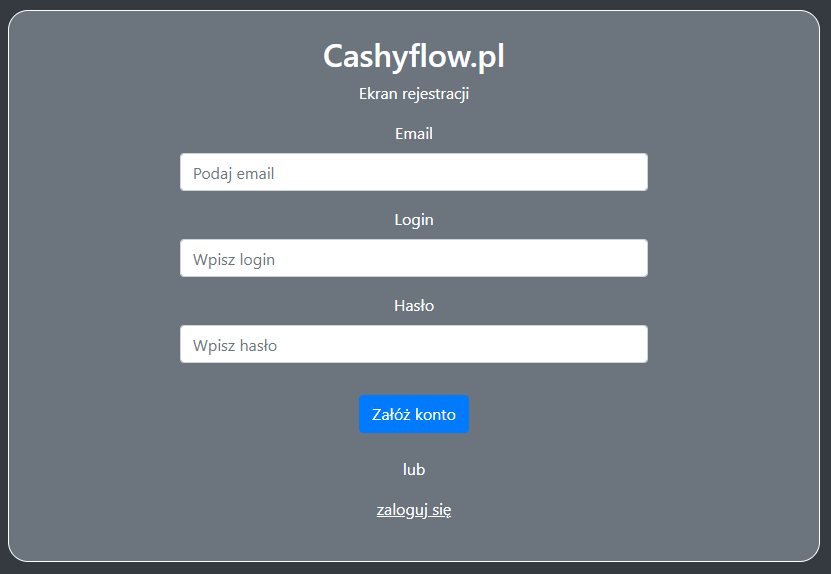 Cashyflow.pl
Ekran rejestracji
Email
Podaj email
Login
Wpisz login
Hasło
Wpisz hasło
Załóż konto
lub
zaloguj się